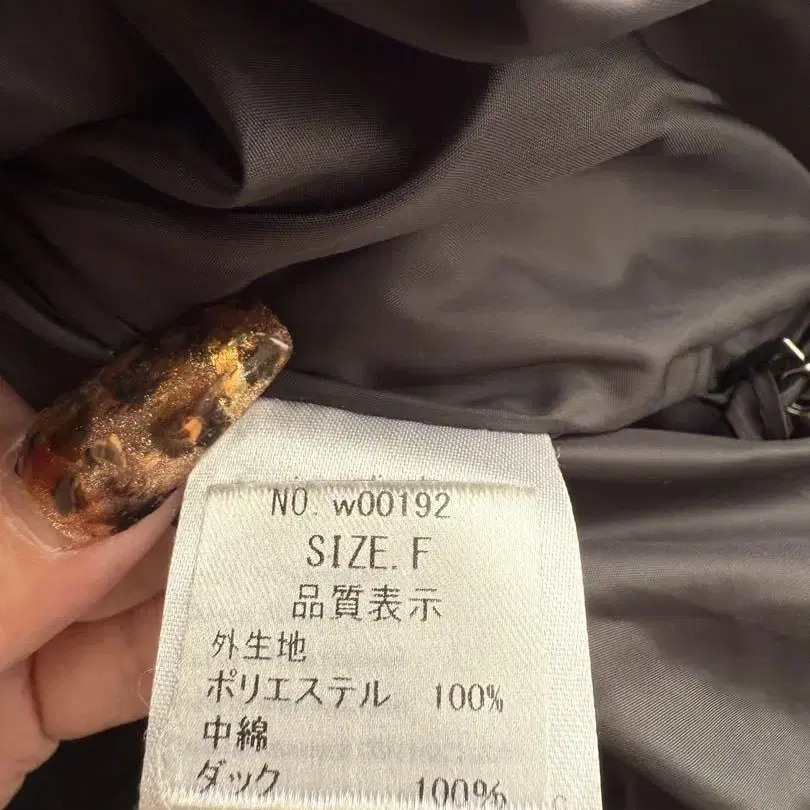 NO. w00192
SIZE. F
品質表示
外生地
ポリエステル 100%
中綿
ダック 100%